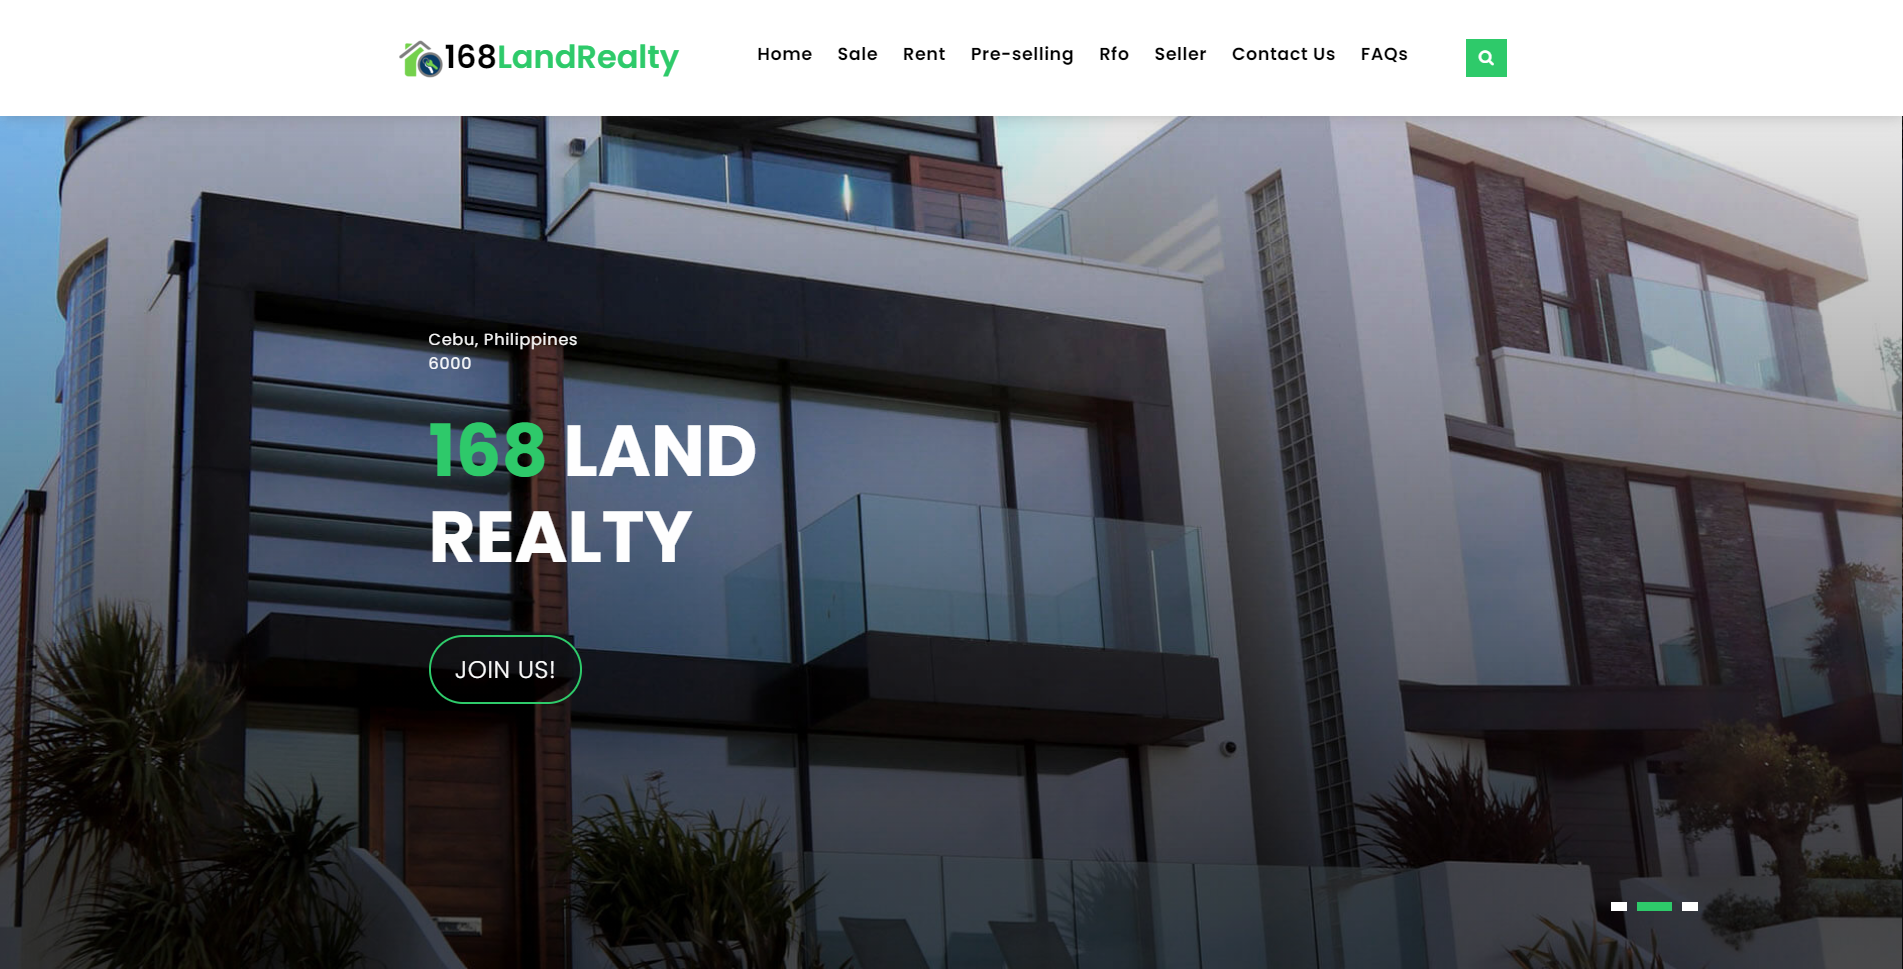 168LandRealty
Home Sale Rent Pre-selling Rfo Seller Contact Us FAQs
Cebu, Philippines
6000
168 LAND
REALTY
JOIN US!